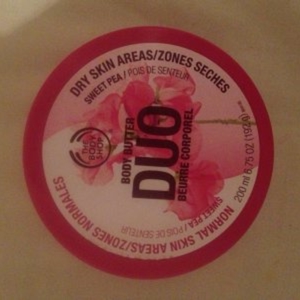 DRY SKIN AREAS/ZONES SECHES
SWEET PEA / POIS DE SENTEUR
THE BODY SHOP
BODY BUTTER
DUO
BEURRE CORPOREL
SWEET PEA / POIS DE SENTEUR
NORMAL SKIN AREAS/ZONES NORMALES
200 ml 6.75 OZ